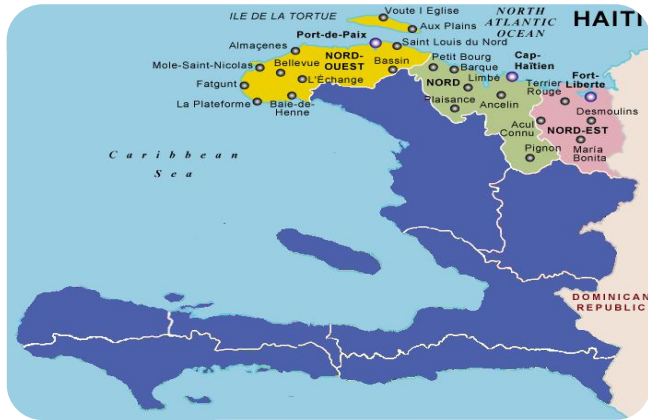 Voute I Eglise
ILE DE LA TORTUE
NORTH
ATLANTIC
OCEAN
HAITI
Aux Plains
Port-de-Paix
Almaçenes
Saint Louis du Nord
NORD-
OUEST
Bassin
Mole-Saint-Nicolas
Bellevue
L'Échange
Fatgunt
La Plateforme
Baie-de-
Henne
Petit Bourg
Barque
Cap-
Haïtien
NORD
Limbé
Plaisance
Ancelin
Terrier
Rouge
Fort-
Liberte
Desmoulins
Acul
Connu
NORD-EST
Pignon
Maria
Bonita
Caribbean
Sea
DOMINICAN
REPUBLIC